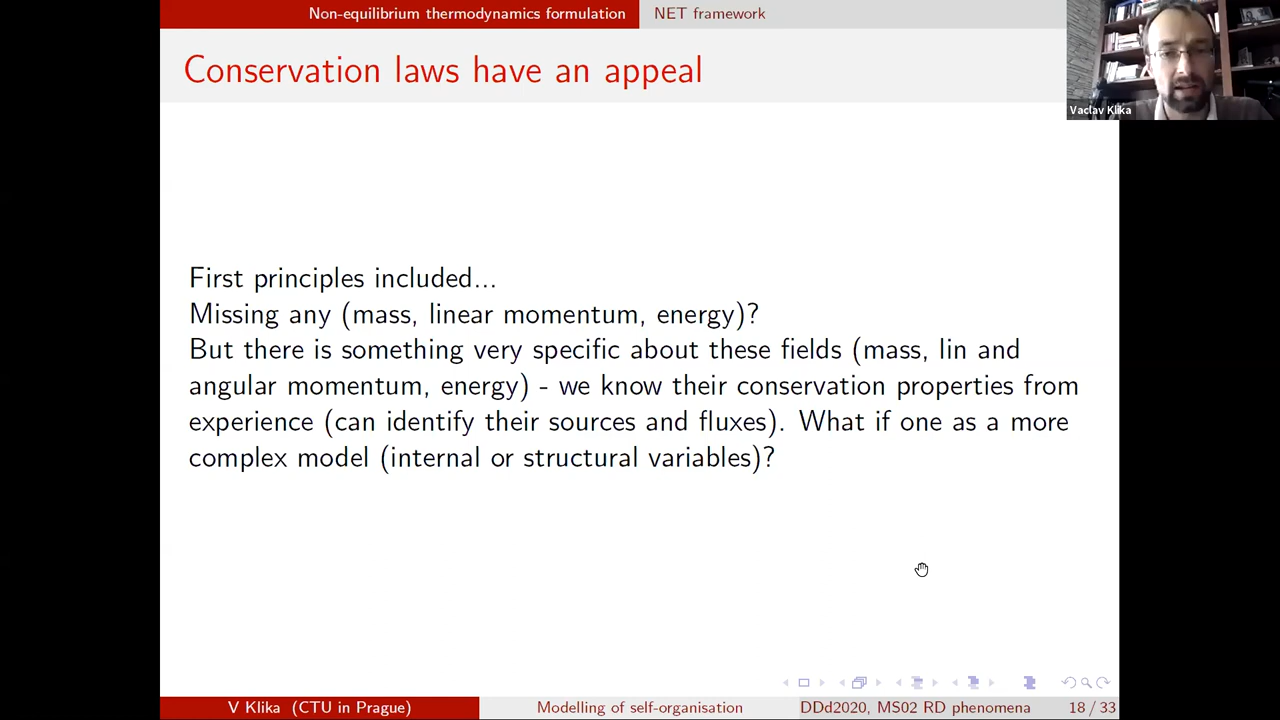 Non-equilibrium thermodynamics formulation
NET framework
Conservation laws have an appeal
Vaclav Klika
First principles included...
Missing any (mass, linear momentum, energy)?
But there is something very specific about these fields (mass, lin and
angular momentum, energy) - we know their conservation properties from
experience (can identify their sources and fluxes). What if one as a more
complex model (internal or structural variables)?
V Klika (CTU in Prague)
Modelling of self-organisation
DDd2020, MS02 RD phenomena
18 / 33